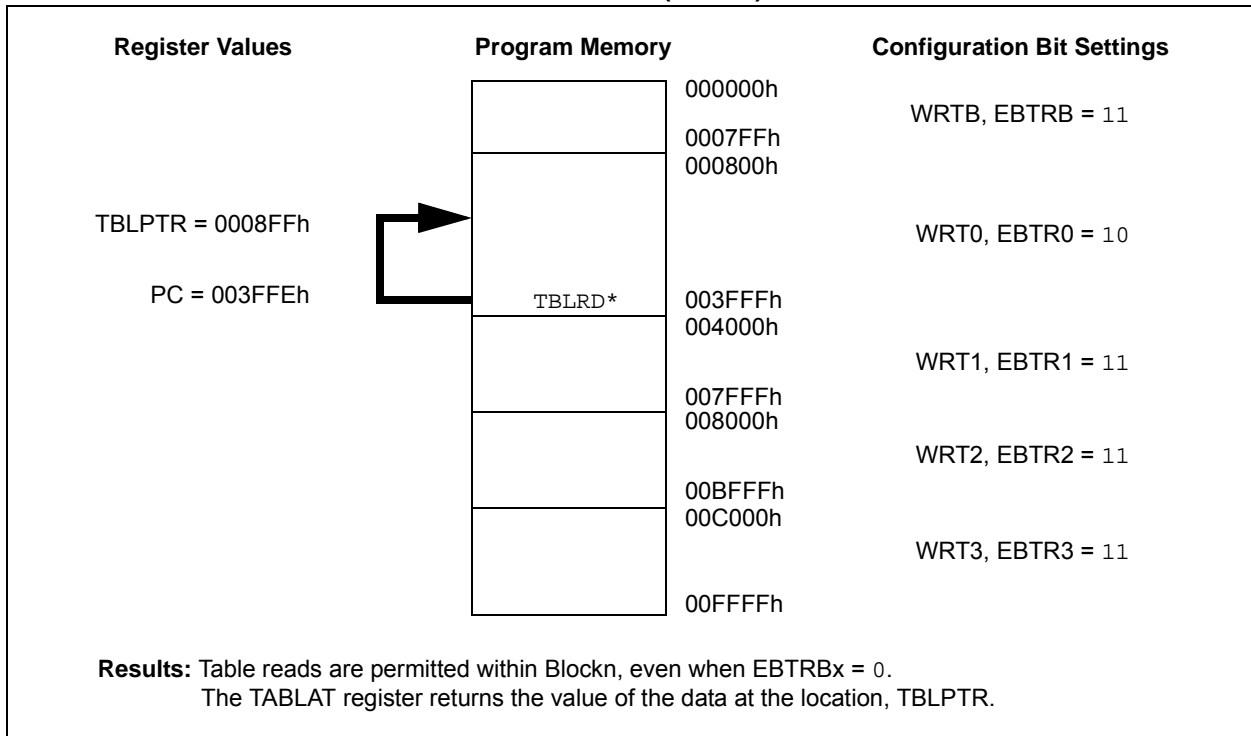 Register Values Program Memory Configuration Bit Settings
000000h
WRTB, EBTRB = 11
0007FFh
000800h
TBLPTR = 0008FFh
WRT0, EBTR0 = 10
PC = 003FFEh
TBLRD*
003FFFh
004000h
WRT1, EBTR1 = 11
007FFFh
008000h
WRT2, EBTR2 = 11
00BFFFh
00C000h
WRT3, EBTR3 = 11
00FFFFh
Results: Table reads are permitted within Blockn, even when EBTRBx = 0.
The TABLAT register returns the value of the data at the location, TBLPTR.